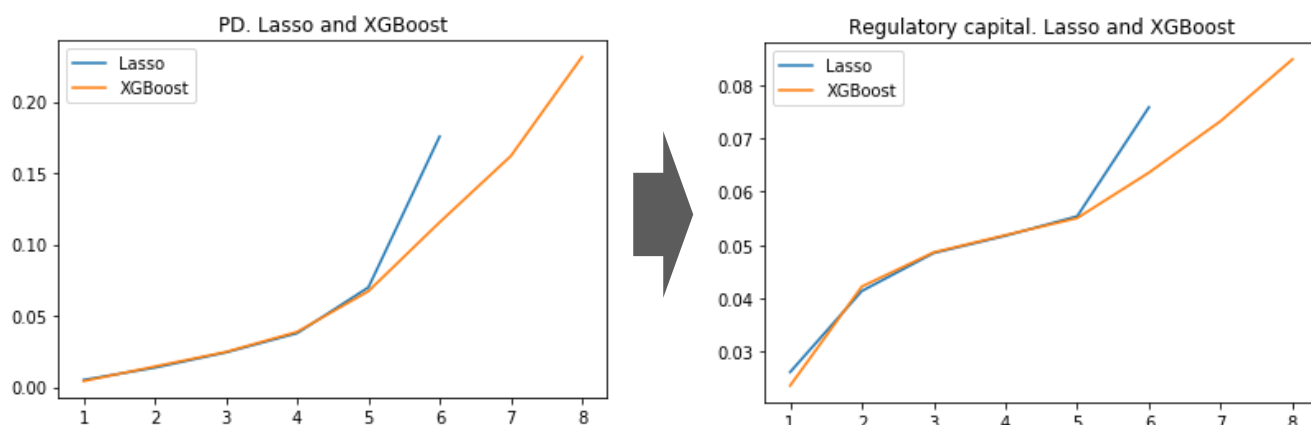 PD. Lasso and XGBoost
Lasso
XGBoost
0.20
0.15
0.10
0.05
0.00
1 2 3 4 5 6 7 8
Regulatory capital. Lasso and XGBoost
Lasso
XGBoost
0.08
0.07
0.06
0.05
0.04
0.03
1 2 3 4 5 6 7 8